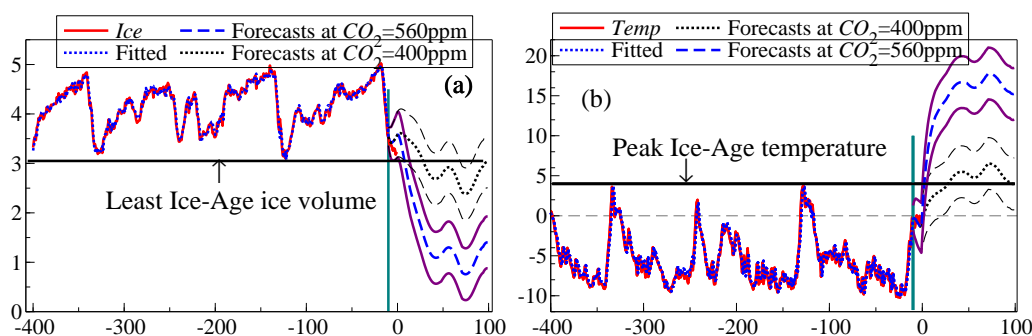 Ice Forecasts at CO2=560ppm
Fitted Forecasts at CO2=400ppm
(a)
Least Ice-Age ice volume
5
4
3
2
1
0
-400 -300 -200 -100 0 100
Temp Forecasts at CO2=400ppm
Fitted Forecasts at CO2=560ppm
(b)
Peak Ice-Age temperature
20
15
10
5
0
-5
-10
-400 -300 -200 -100 0 100